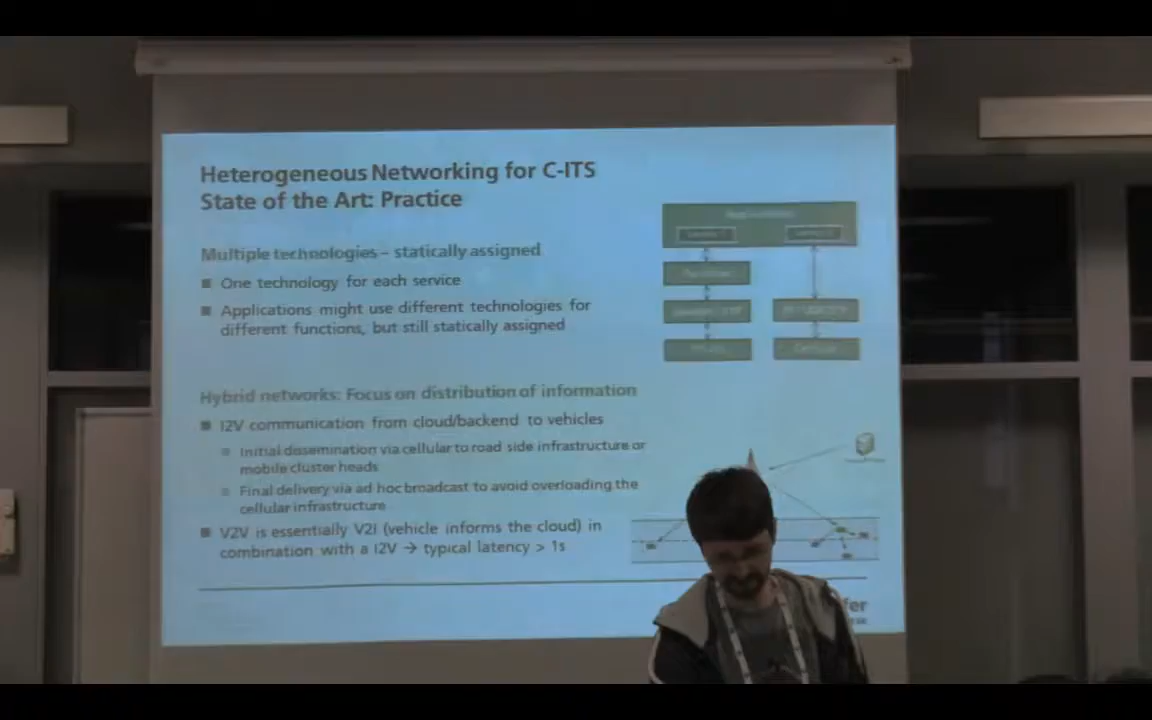 Heterogeneous Networking for C-ITS
State of the Art: Practice
Multiple technologies – statically assigned
One technology for each service
Applications might use different technologies for
different functions, but still statically assigned
Hybrid networks: Focus on distribution of information
I2V communication from cloud/backend to vehicles
Initial dissemination via cellular to road side infrastructure or
mobile cluster heads
Final delivery via ad hoc broadcast to avoid overloading the
cellular infrastructure
V2V is essentially V2I (vehicle informs the cloud) in
combination with a I2V → typical latency > 1s